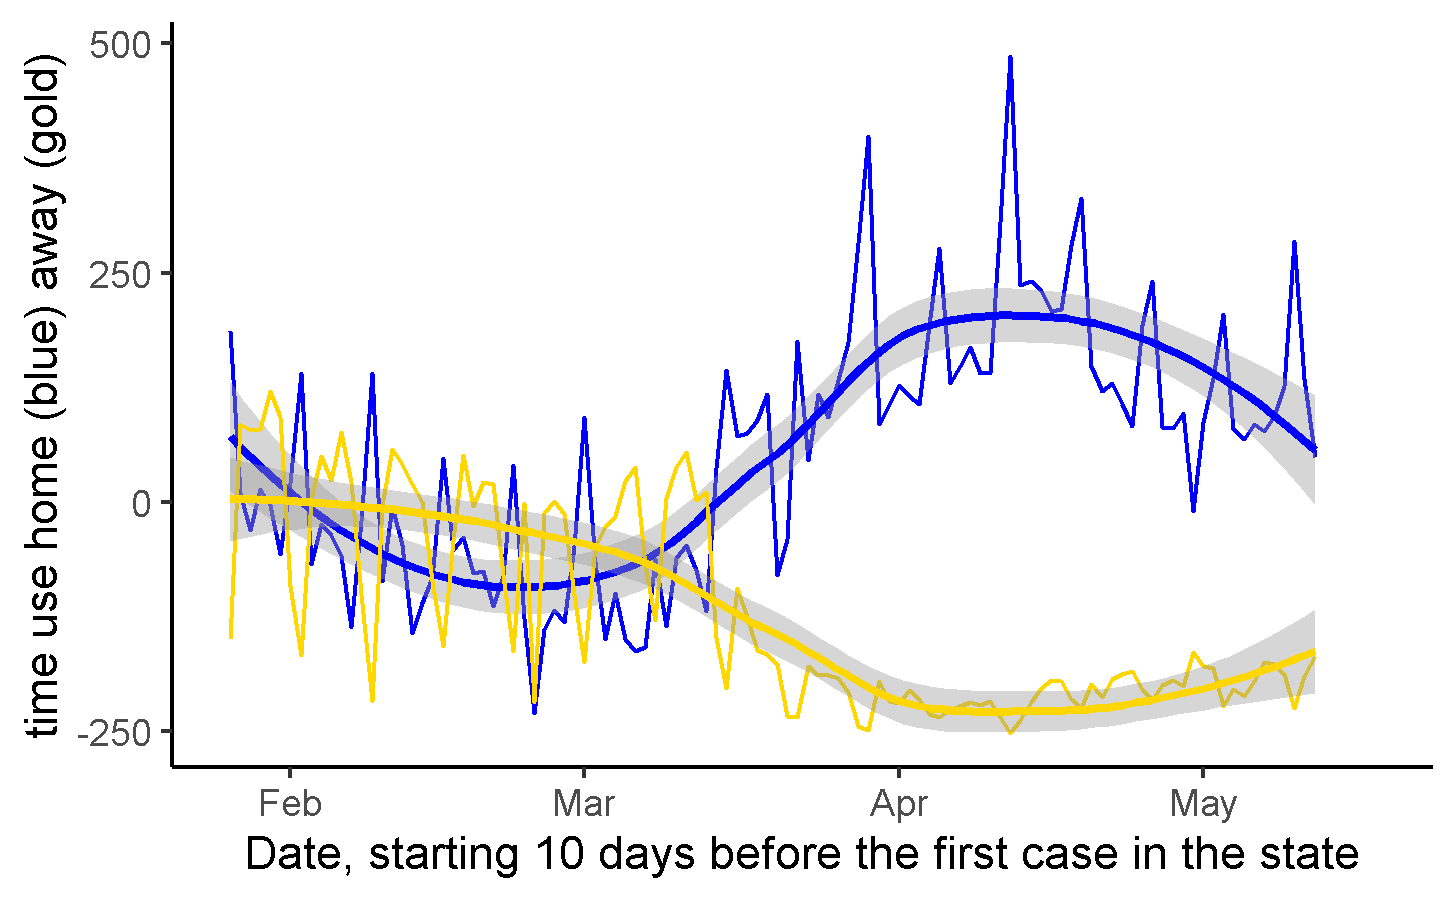 time use home (blue) away (gold)
500
250
0
-250
Feb Mar Apr May
Date, starting 10 days before the first case in the state